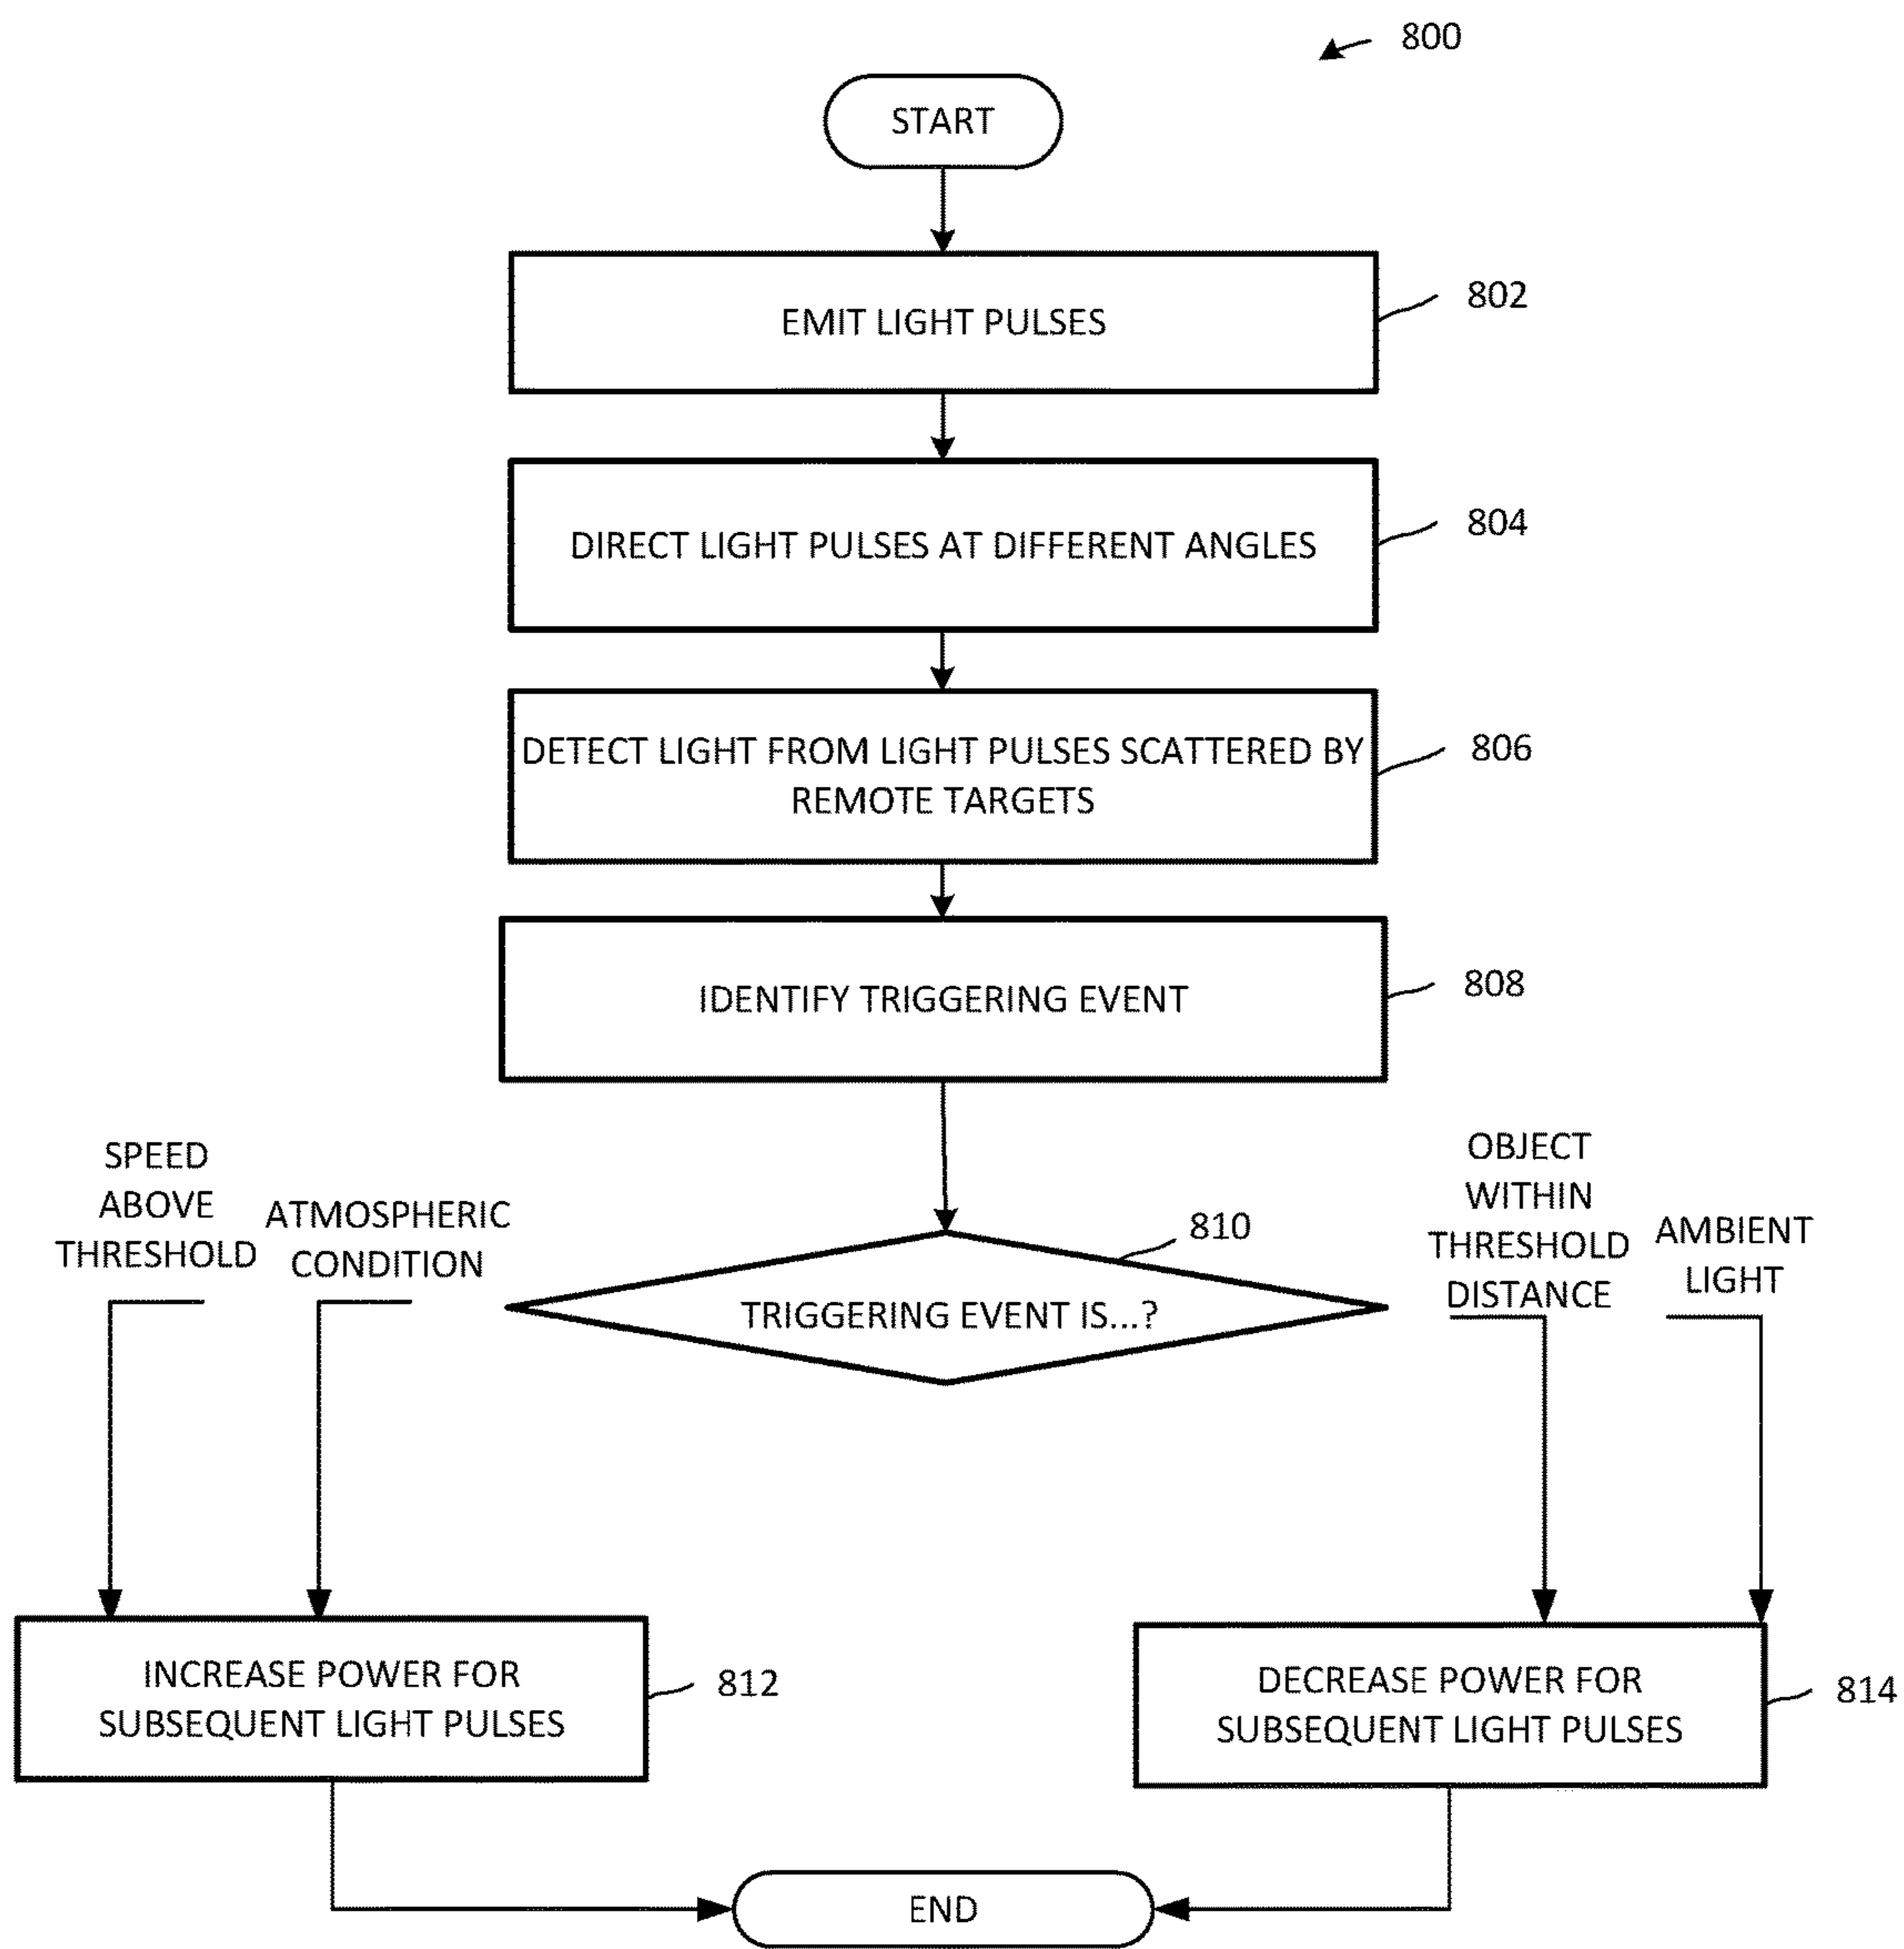 800
START
EMIT LIGHT PULSES
802
DIRECT LIGHT PULSES AT DIFFERENT ANGLES
804
DETECT LIGHT FROM LIGHT PULSES SCATTERED BY
REMOTE TARGETS
806
IDENTIFY TRIGGERING EVENT
808
SPEED
ABOVE
THRESHOLD
ATMOSPHERIC
CONDITION
810
TRIGGERING EVENT IS...?
OBJECT
WITHIN
THRESHOLD
DISTANCE
AMBIENT
LIGHT
INCREASE POWER FOR
SUBSEQUENT LIGHT PULSES
812
DECREASE POWER FOR
SUBSEQUENT LIGHT PULSES
814
END